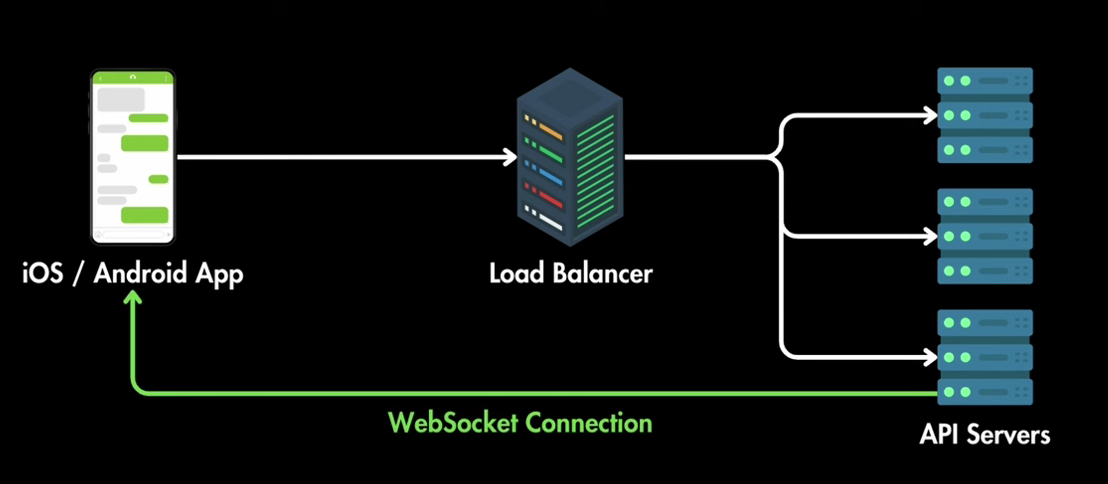 iOS / Android App
Load Balancer
WebSocket Connection
API Servers